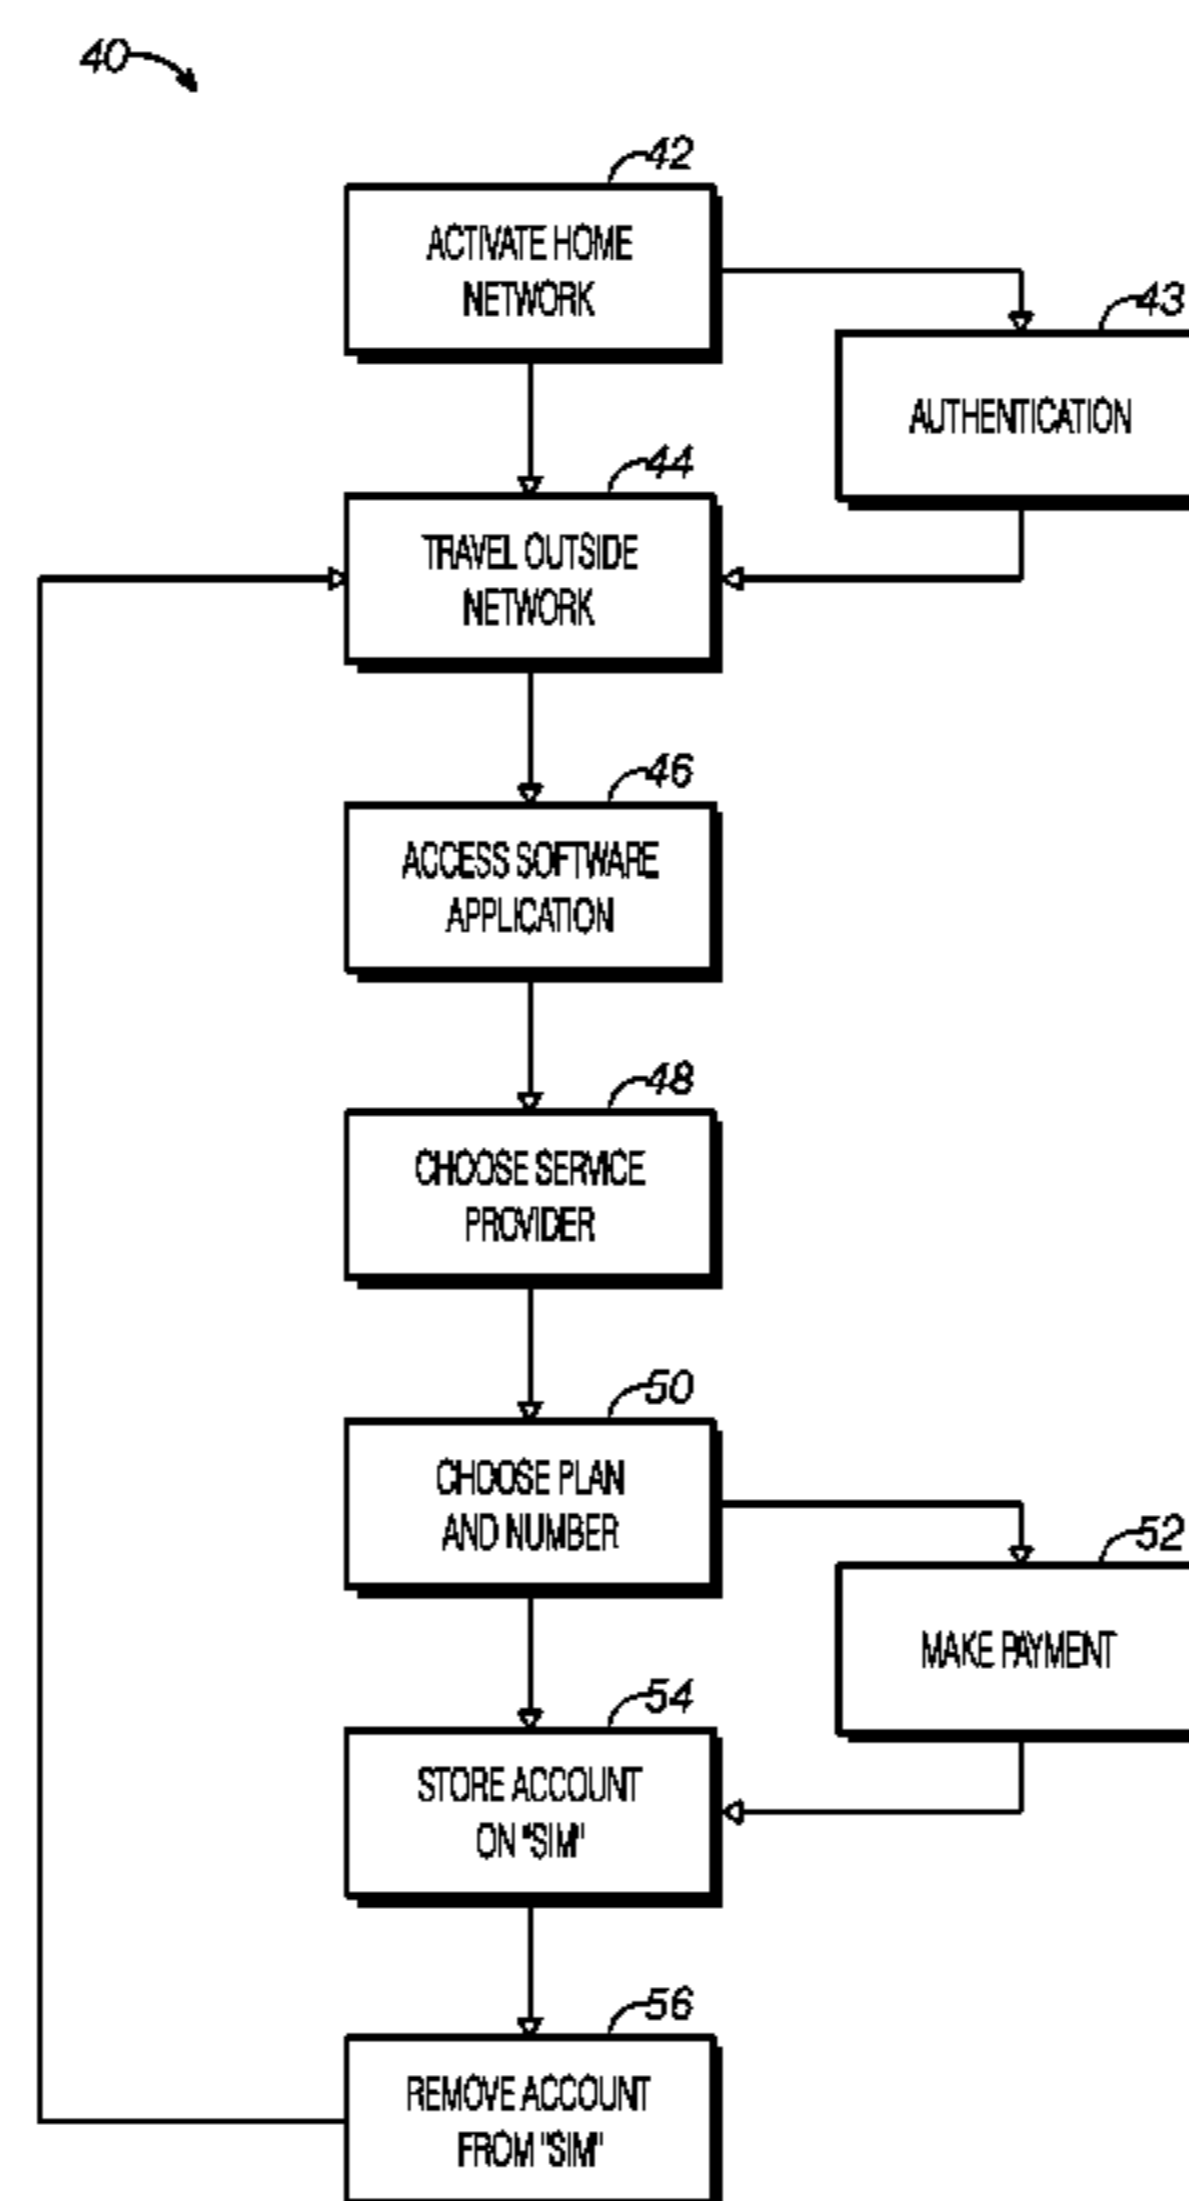 40
42
ACTIVATE HOME
NETWORK
43
AUTHENTICATION
44
TRAVEL OUTSIDE
NETWORK
46
ACCESS SOFTWARE
APPLICATION
48
CHOOSE SERVICE
PROVIDER
50
CHOOSE PLAN
AND NUMBER
52
MAKE PAYMENT
54
STORE ACCOUNT
ON "SIM"
56
REMOVE ACCOUNT
FROM "SIM"